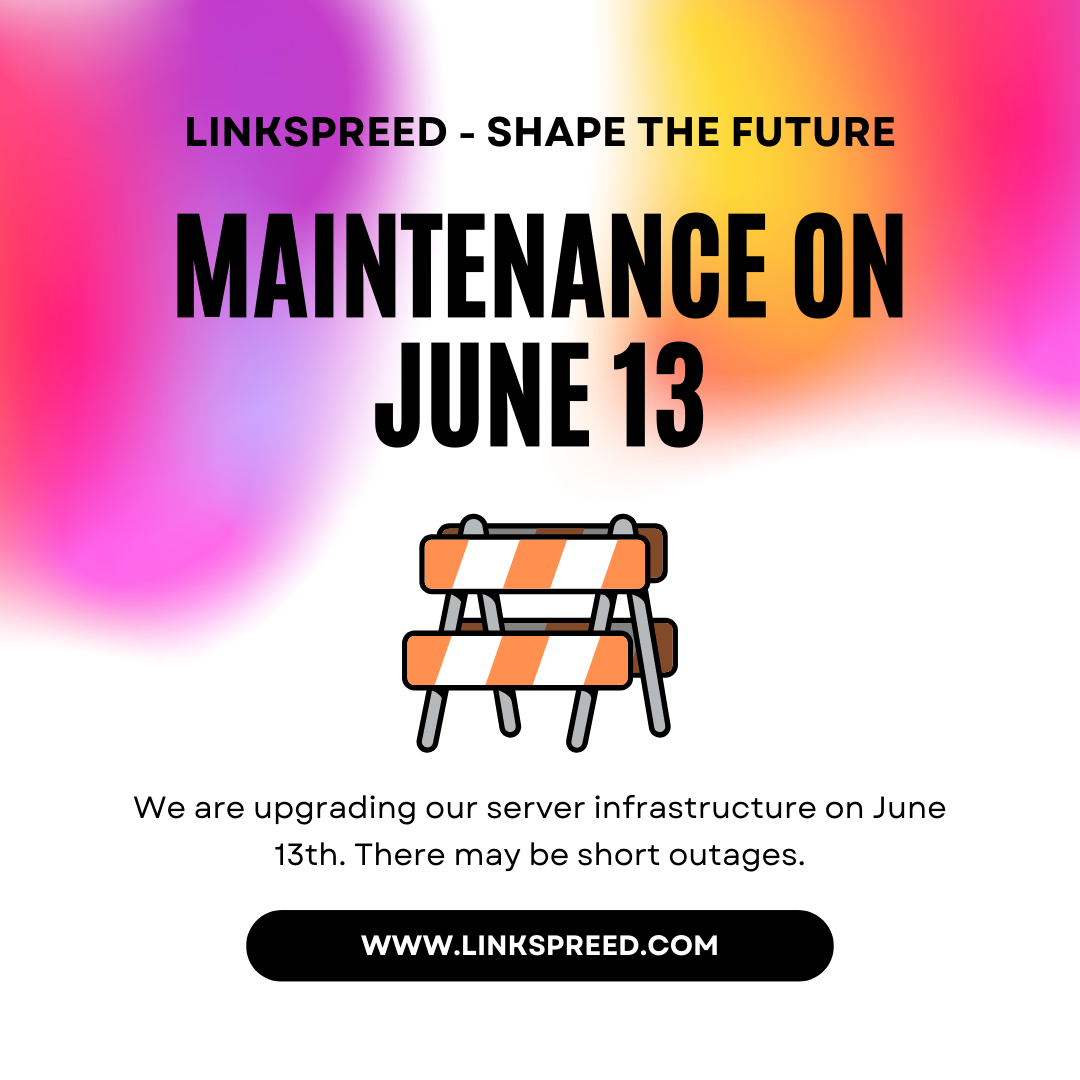 LINKSPREED - SHAPE THE FUTURE
MAINTENANCE ON
JUNE 13
We are upgrading our server infrastructure on June
13th. There may be short outages.
WWW.LINKSPREED.COM